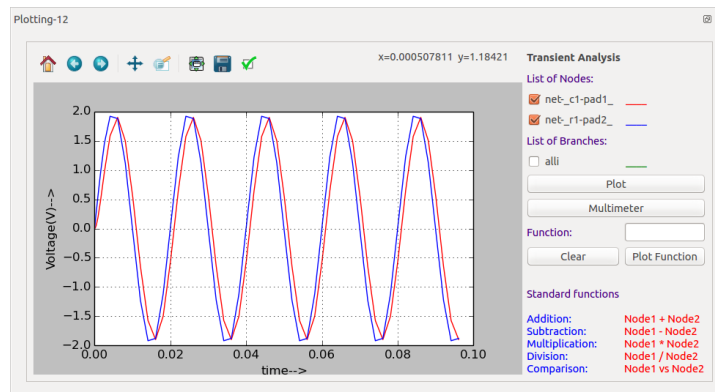 Plotting-12
x=0.000507811 y=1.18421
Transient Analysis
List of Nodes:
net-_c1-pad1_
net-_r1-pad2_
List of Branches:
alli
Plot
Multimeter
Function:
Clear Plot Function
Standard functions
Addition: Node1 + Node2
Subtraction: Node1 - Node2
Multiplication: Node1 * Node2
Division: Node1 / Node2
Comparison: Node1 vs Node2
Voltage(V)-->
2.0
1.5
1.0
0.5
0.0
−0.5
−1.0
−1.5
−2.0
0.00 0.02 0.04 0.06 0.08 0.10
time-->